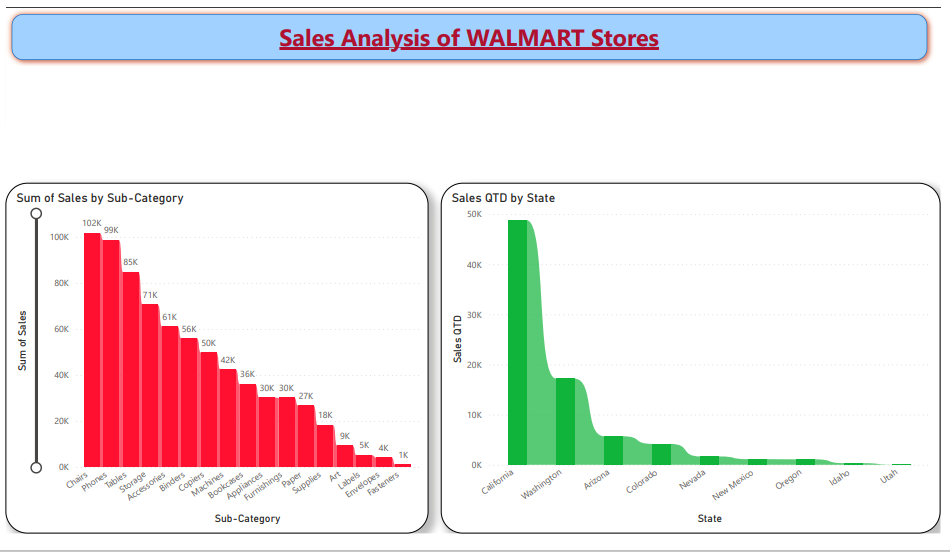 Sales Analysis of WALMART Stores
Sum of Sales by Sub-Category
Sum of Sales
100K
80K
60K
40K
20K
0K
102K
99K
85K
71K
61K
56K
50K
42K
36K
30K
30K
27K
18K
9K
5K
4K
1K
Chairs
Phones
Tables
Storage
Accessories
Binders
Copiers
Machines
Bookcases
Appliances
Furnishings
Paper
Supplies
Art
Labels
Envelopes
Fasteners
Sub-Category
Sales QTD by State
Sales QTD
50K
40K
30K
20K
10K
0K
California
Washington
Arizona
Colorado
Nevada
New Mexico
Oregon
Idaho
Utah
State